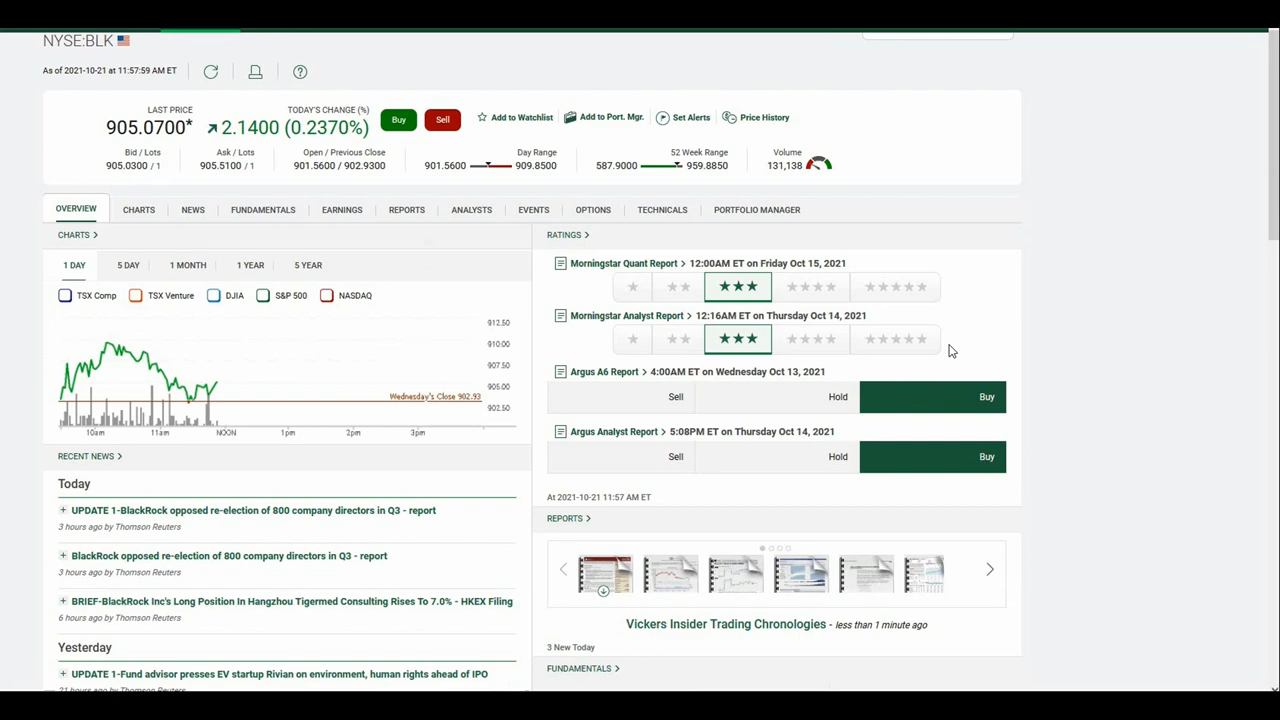 NYSE:BLK
As of 2021-10-21 at 11:57:59 AM ET
LAST PRICE
905.0700*
TODAY'S CHANGE (%)
2.1400 (0.2370%)
Buy
Sell
Add to Watchlist
Add to Port. Mgr.
Set Alerts
Price History
Bid / Lots
905.0300 / 1
Ask / Lots
905.5100 / 1
Open / Previous Close
901.5600 / 902.9300
Day Range
901.5600 909.8500
52 Week Range
587.9000 959.8850
Volume
131,138
OVERVIEW CHARTS NEWS FUNDAMENTALS EARNINGS REPORTS ANALYSTS EVENTS OPTIONS TECHNICALS PORTFOLIO MANAGER
CHARTS >
1 DAY 5 DAY 1 MONTH 1 YEAR 5 YEAR
TSX Comp TSX Venture DJIA S&P 500 NASDAQ
912.50
910.00
907.50
905.00
902.50
Wednesday's Close 902.93
10am 11am NOON 1pm 2pm 3pm
RECENT NEWS >
Today
+ UPDATE 1-BlackRock opposed re-election of 800 company directors in Q3 - report
3 hours ago by Thomson Reuters
+ BlackRock opposed re-election of 800 company directors in Q3 - report
3 hours ago by Thomson Reuters
+ BRIEF-BlackRock Inc's Long Position In Hangzhou Tigermed Consulting Rises To 7.0% - HKEX Filing
6 hours ago by Thomson Reuters
Yesterday
+ UPDATE 1-Fund advisor presses EV startup Rivian on environment, human rights ahead of IPO
21 hours ago by Thomson Reuters
RATINGS >
Morningstar Quant Report > 12:00AM ET on Friday Oct 15, 2021
Morningstar Analyst Report > 12:16AM ET on Thursday Oct 14, 2021
Argus A6 Report > 4:00AM ET on Wednesday Oct 13, 2021
Sell Hold Buy
Argus Analyst Report > 5:08PM ET on Thursday Oct 14, 2021
Sell Hold Buy
At 2021-10-21 11:57 AM ET
REPORTS >
Vickers Insider Trading Chronologies - less than 1 minute ago
3 New Today
FUNDAMENTALS >